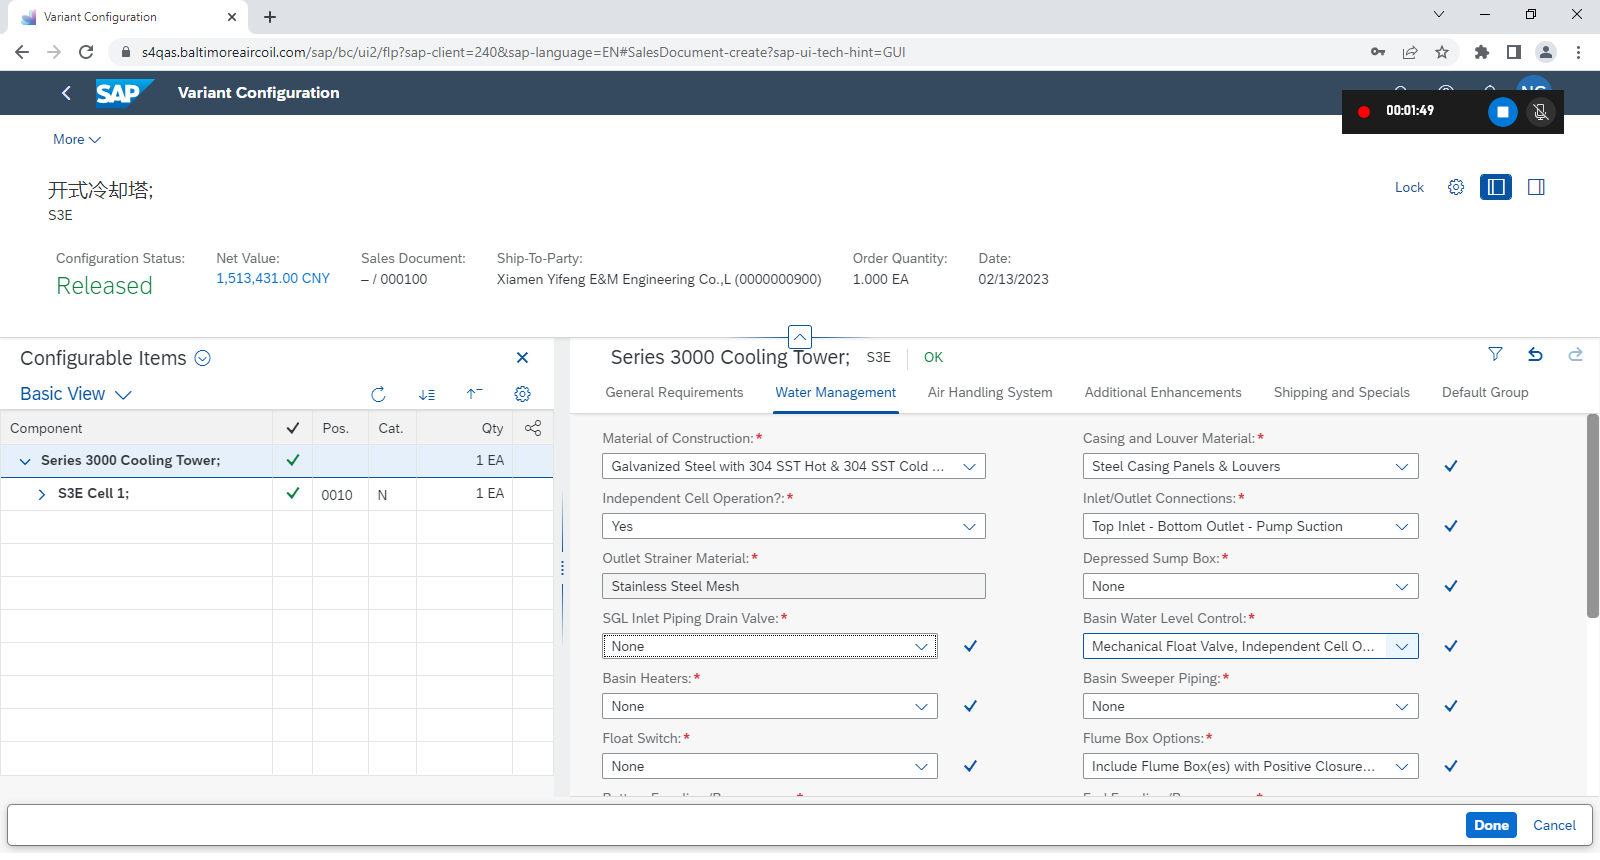 Variant Configuration
s4qas.baltimoreaircoil.com/sap/bc/ui2/flp?sap-client=240&sap-language=EN#SalesDocument-create?sap-ui-tech-hint=GUI
SAP Variant Configuration
00:01:49
More
开式冷却塔;
S3E
Lock
Configuration Status: Net Value: Sales Document: Ship-To-Party: Order Quantity: Date:
Released 1,513,431.00 CNY – / 000100 Xiamen Yifeng E&M Engineering Co.,L (0000000900) 1.000 EA 02/13/2023
Configurable Items
Basic View
Component Pos. Cat. Qty
Series 3000 Cooling Tower; 1 EA
S3E Cell 1; 0010 N 1 EA
Series 3000 Cooling Tower; S3E OK
General Requirements Water Management Air Handling System Additional Enhancements Shipping and Specials Default Group
Material of Construction:* Casing and Louver Material:*
Galvanized Steel with 304 SST Hot & 304 SST Cold ... Steel Casing Panels & Louvers
Independent Cell Operation?:* Inlet/Outlet Connections:*
Yes Top Inlet - Bottom Outlet - Pump Suction
Outlet Strainer Material:* Depressed Sump Box:*
Stainless Steel Mesh None
SGL Inlet Piping Drain Valve:* Basin Water Level Control:*
None Mechanical Float Valve, Independent Cell O...
Basin Heaters:* Basin Sweeper Piping:*
None None
Float Switch:* Flume Box Options:*
None Include Flume Box(es) with Positive Closure...
Done Cancel